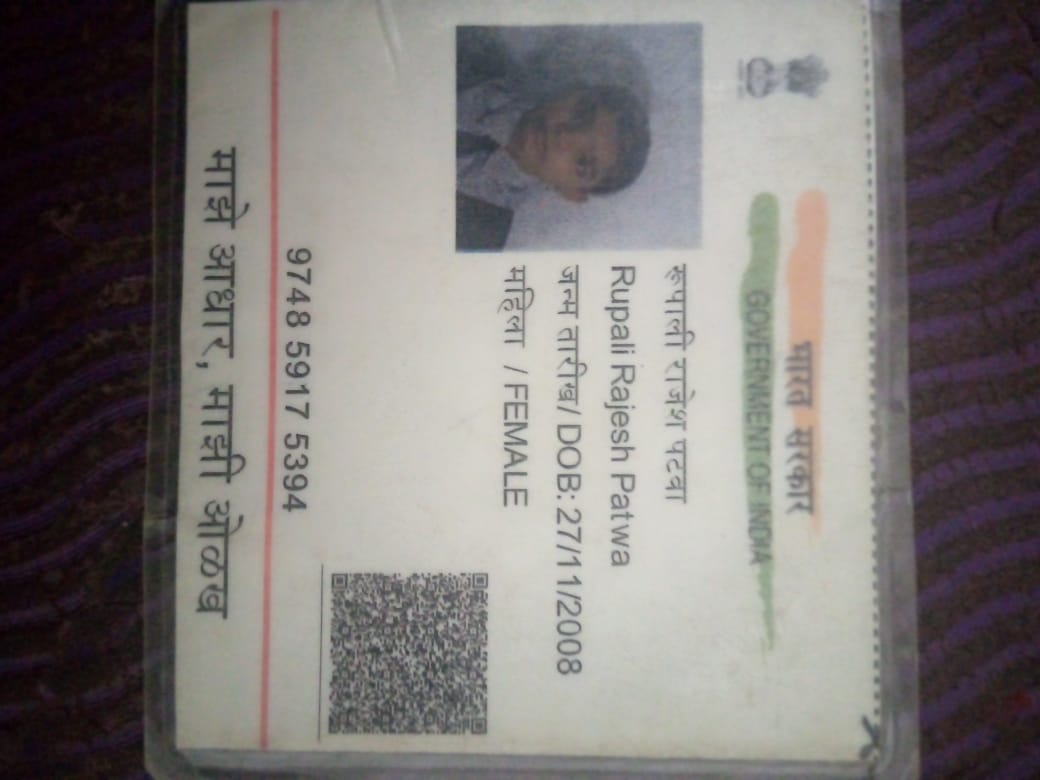 भारत सरकार
GOVERNMENT OF INDIA
रूपाली राजेश पटवा
Rupali Rajesh Patwa
जन्म तारीख/ DOB: 27/11/2008
महिला / FEMALE
9748 5917 5394
माझे आधार, माझी ओळख